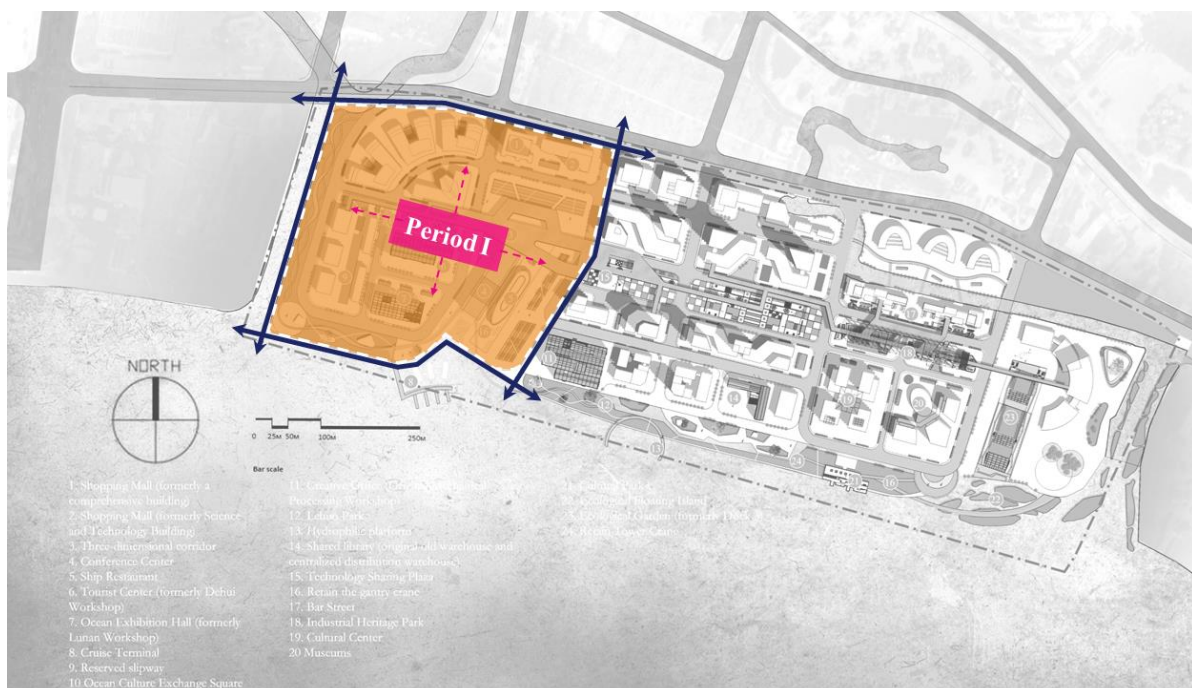 Period I
NORTH
0 25M 50M 100M 250M
Bar scale
1. Shopping Mall (formerly a
comprehensive building)
2. Shopping Mall (formerly Science
and Technology Building)
3. Three-dimensional corridor
4. Conference Center
5. Ship Restaurant
6. Tourist Center (formerly Dehui
Workshop)
7. Ocean Exhibition Hall (formerly
Lunan Workshop)
8. Cruise Terminal
9. Reserved slipway
10 Ocean Culture Exchange Square
11. Creative
Processing Workshop)
12. Leisure Park
13. Hydrophilic platform
14. Shared library (original old warehouse and
centralized distribution warehouse)
15. Technology Sharing Plaza
16. Retain the gantry crane
17. Bar Street
18. Industrial Heritage Park
19. Cultural Center
20 Museums
Floating Island
Garden (formerly Dock
Tower Crane